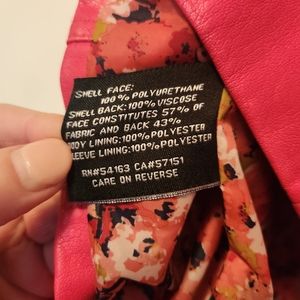 SHELL FACE:
100% POLYURETHANE
SHELL BACK:100% VISCOSE
FACE CONSTITUTES 57% OF
FABRIC AND BACK 43%
BODY LINING:100%POLYESTER
SLEEVE LINING:100%POLYESTER
RN#54163 CA#57151
CARE ON REVERSE